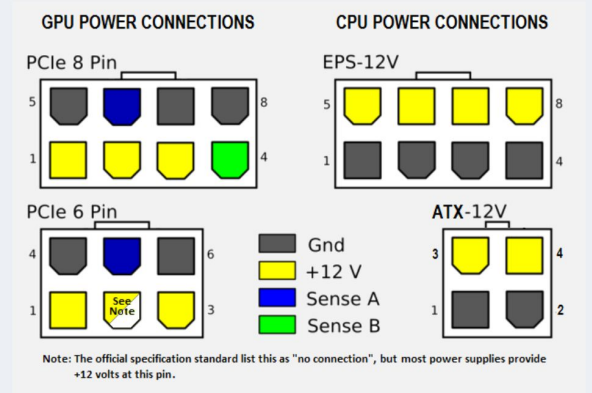 GPU POWER CONNECTIONS CPU POWER CONNECTIONS
PCIe 8 Pin EPS-12V
5 8 5 8
1 4 1 4
PCIe 6 Pin ATX-12V
4 6 3 4
1 See Note 3 1 2
Gnd
+12 V
Sense A
Sense B
Note: The official specification standard list this as "no connection", but most power supplies provide
+12 volts at this pin.